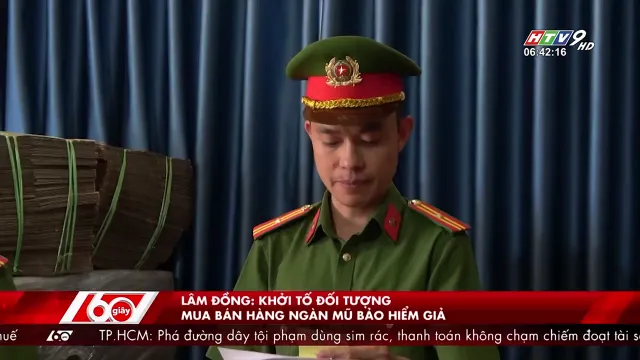 HTV9 HD
06:42:16
60 giây
LÂM ĐỒNG: KHỞI TỐ ĐỐI TƯỢNG
MUA BÁN HÀNG NGÀN MŨ BẢO HIỂM GIẢ
huế TP.HCM: Phá đường dây tội phạm dùng sim rác, thanh toán không chạm chiếm đoạt tài s